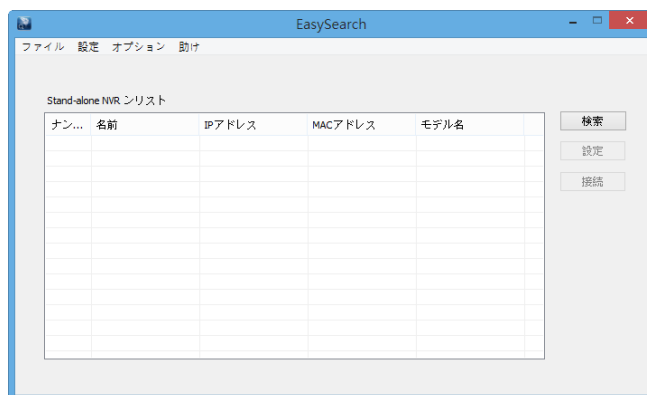 EasySearch
ファイル 設定 オプション 助け
Stand-alone NVR ンリスト
ナン... 名前 IPアドレス MACアドレス モデル名
検索
設定
接続